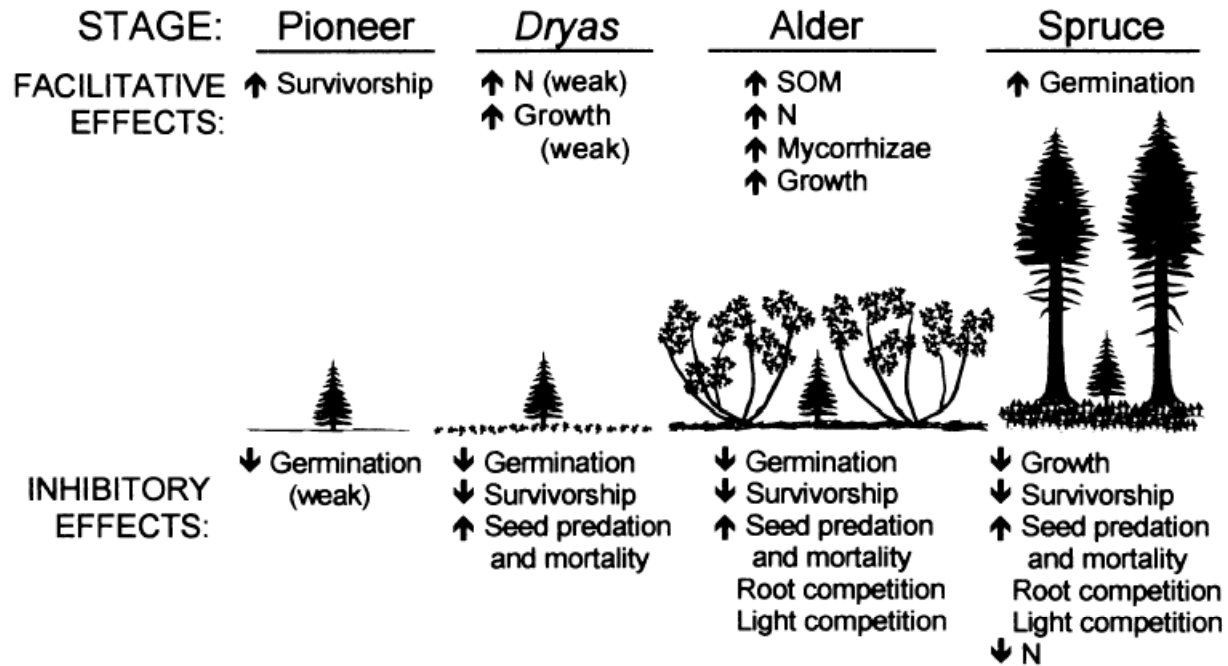 STAGE: Pioneer Dryas Alder Spruce
FACILITATIVE EFFECTS:
↑ Survivorship
↑ N (weak)
↑ Growth
(weak)
↑ SOM
↑ N
↑ Mycorrhizae
↑ Growth
↑ Germination
INHIBITORY EFFECTS:
↓ Germination
(weak)
↓ Germination
↓ Survivorship
↑ Seed predation
and mortality
↓ Germination
↓ Survivorship
↑ Seed predation
and mortality
Root competition
Light competition
↓ Growth
↓ Survivorship
↑ Seed predation
and mortality
Root competition
Light competition
↓ N